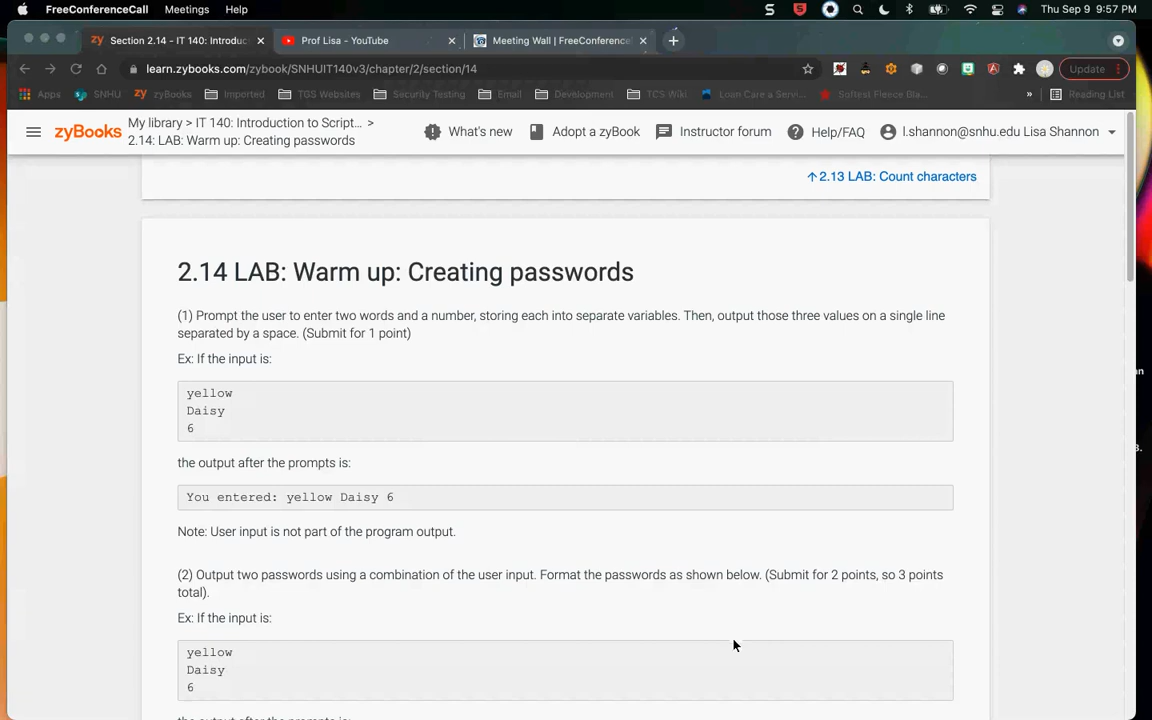 FreeConferenceCall Meetings Help Thu Sep 9 9:57 PM
Section 2.14 - IT 140: Introduc Prof Lisa - YouTube Meeting Wall | FreeConference
learn.zybooks.com/zybook/SNHUIT140v3/chapter/2/section/14 Update
Apps SNHU zyBooks Imported TGS Websites Security Testing Email Development TCS Wiki Loan Care a Servi... Softest Fleece Bla... » Reading List
zyBooks My library > IT 140: Introduction to Script... >
2.14: LAB: Warm up: Creating passwords
What's new Adopt a zyBook Instructor forum Help/FAQ l.shannon@snhu.edu Lisa Shannon
↑2.13 LAB: Count characters
2.14 LAB: Warm up: Creating passwords
(1) Prompt the user to enter two words and a number, storing each into separate variables. Then, output those three values on a single line
separated by a space. (Submit for 1 point)
Ex: If the input is:
yellow
Daisy
6
the output after the prompts is:
You entered: yellow Daisy 6
Note: User input is not part of the program output.
(2) Output two passwords using a combination of the user input. Format the passwords as shown below. (Submit for 2 points, so 3 points
total).
Ex: If the input is:
yellow
Daisy
6